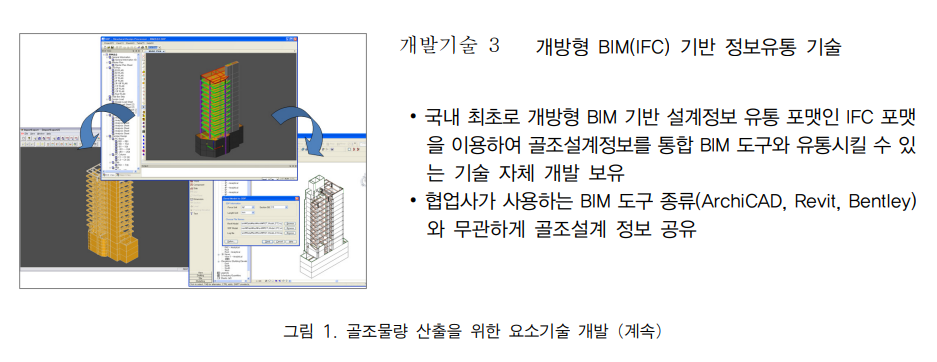 개발기술 3 개방형 BIM(IFC) 기반 정보유통 기술
• 국내 최초로 개방형 BIM 기반 설계정보 유통 포맷인 IFC 포맷
을 이용하여 골조설계정보를 통합 BIM 도구와 유통시킬 수 있
는 기술 자체 개발 보유
• 협업사가 사용하는 BIM 도구 종류(ArchiCAD, Revit, Bentley)
와 무관하게 골조설계 정보 공유
그림 1. 골조물량 산출을 위한 요소기술 개발 (계속)